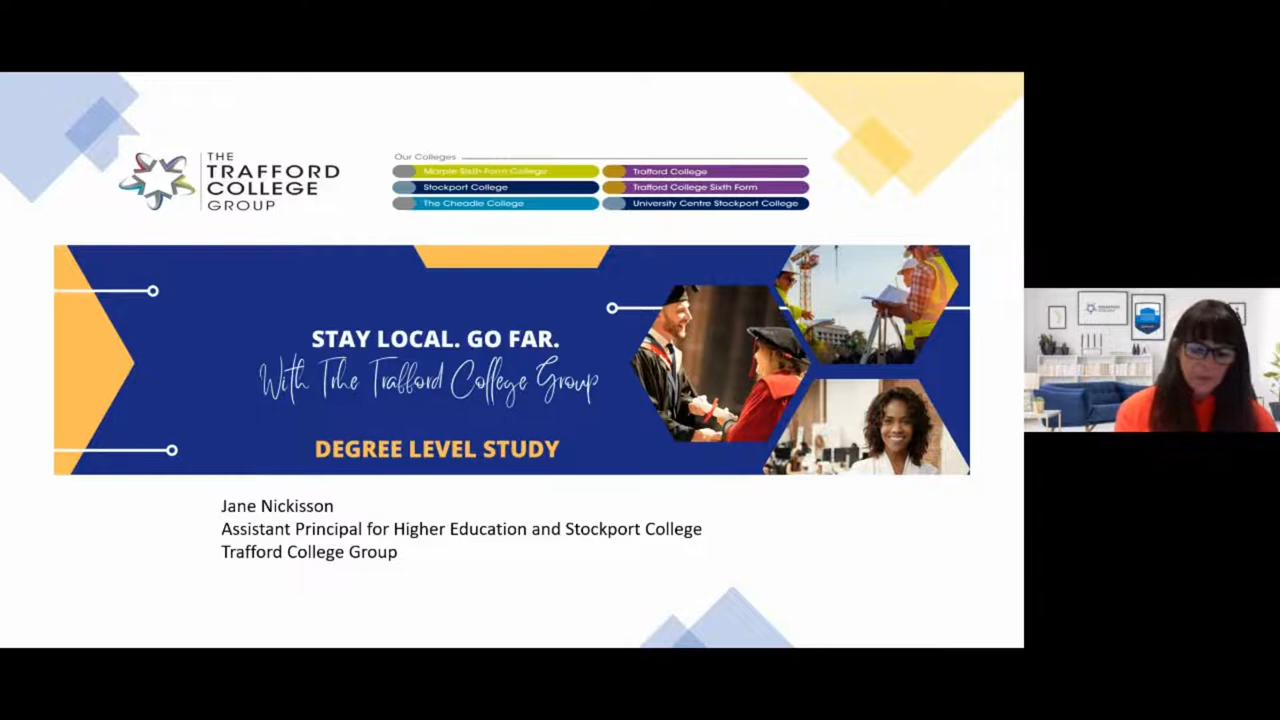 THE
TRAFFORD
COLLEGE
GROUP
Our Colleges
Marple Sixth Form College
Trafford College
Stockport College
Trafford College Sixth Form
The Cheadle College
University Centre Stockport College
STAY LOCAL. GO FAR.
With Trhe Trafford College Group
DEGREE LEVEL STUDY
Jane Nickisson
Assistant Principal for Higher Education and Stockport College
Trafford College Group